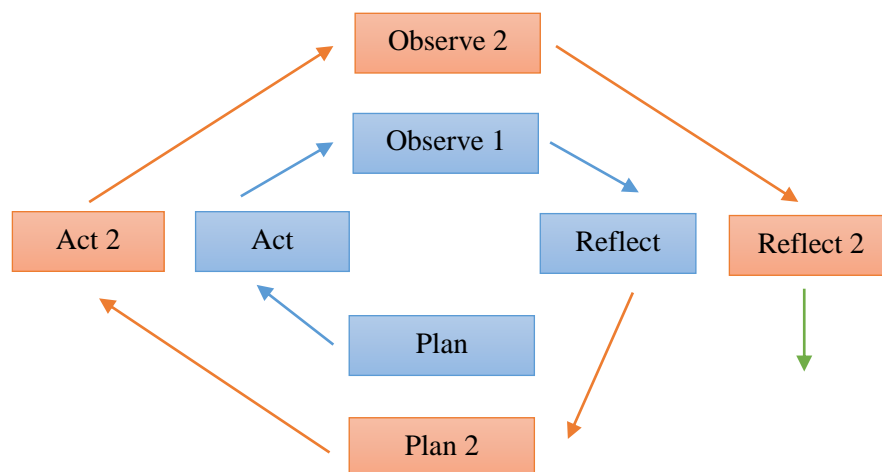 Observe 2
Observe 1
Act 2
Act
Reflect
Reflect 2
Plan
Plan 2